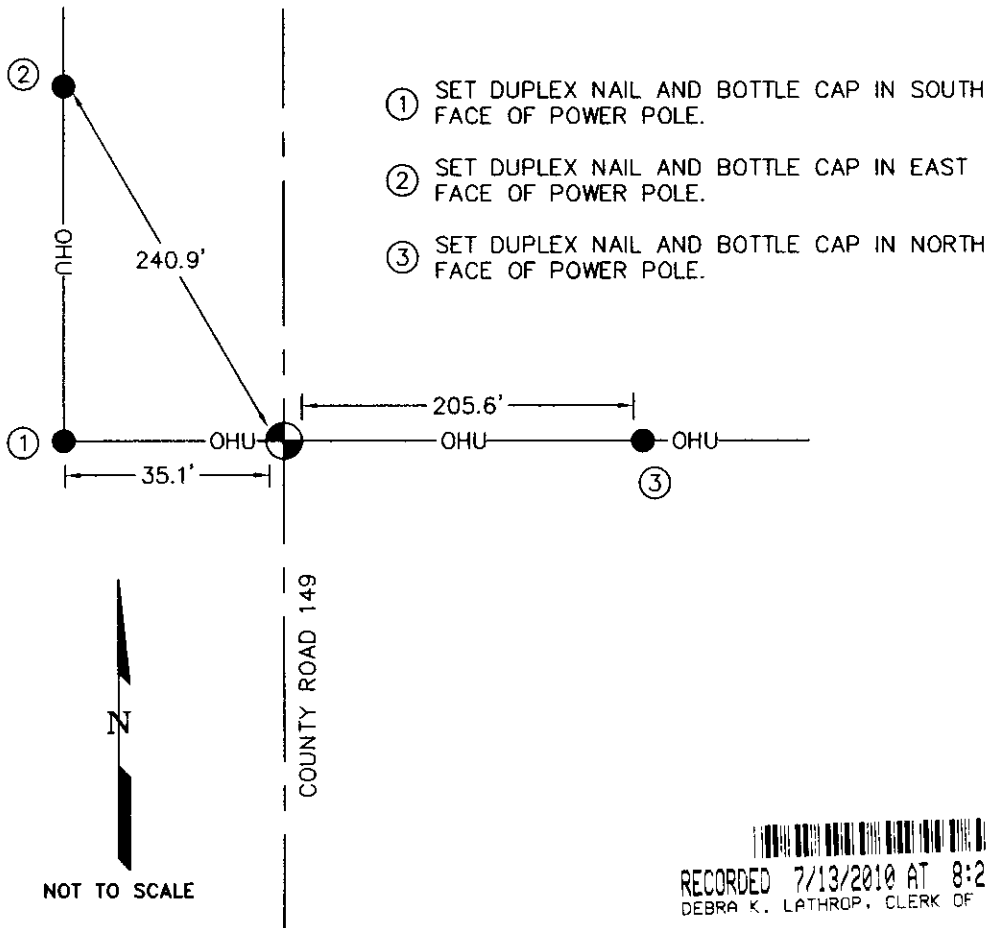 ②
① SET DUPLEX NAIL AND BOTTLE CAP IN SOUTH
FACE OF POWER POLE.
② SET DUPLEX NAIL AND BOTTLE CAP IN EAST
FACE OF POWER POLE.
③ SET DUPLEX NAIL AND BOTTLE CAP IN NORTH
FACE OF POWER POLE.
OHU
240.9'
205.6'
①
OHU
OHU
OHU
35.1'
③
COUNTY ROAD 149
N
NOT TO SCALE
RECORDED 7/13/2010 AT 8:2
DEBRA K. LATHROP, CLERK OF